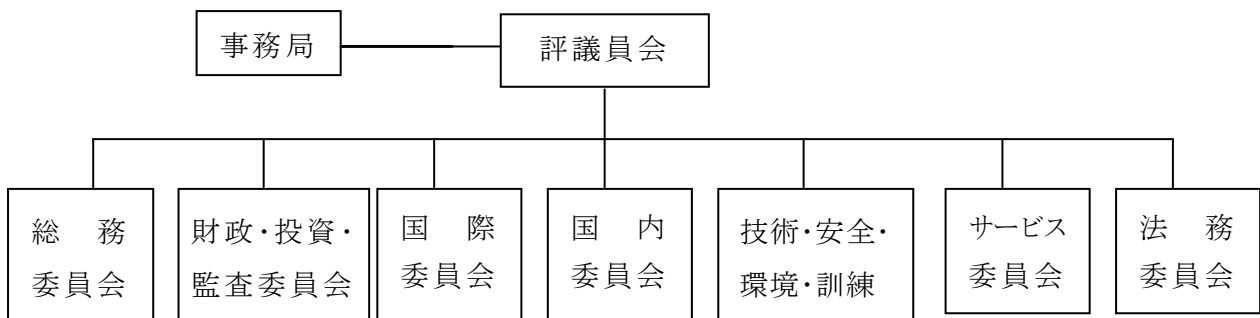 事務局
評議員会
総務
委員会
財政・投資・
監査委員会
国際
委員会
国内
委員会
技術・安全・
環境・訓練
サービス
委員会
法務
委員会